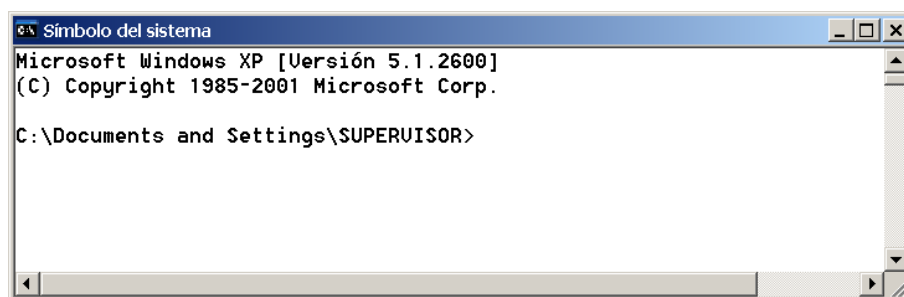 Símbolo del sistema
Microsoft Windows XP [Versión 5.1.2600]
(C) Copyright 1985-2001 Microsoft Corp.
C:\Documents and Settings\SUPERVISOR>